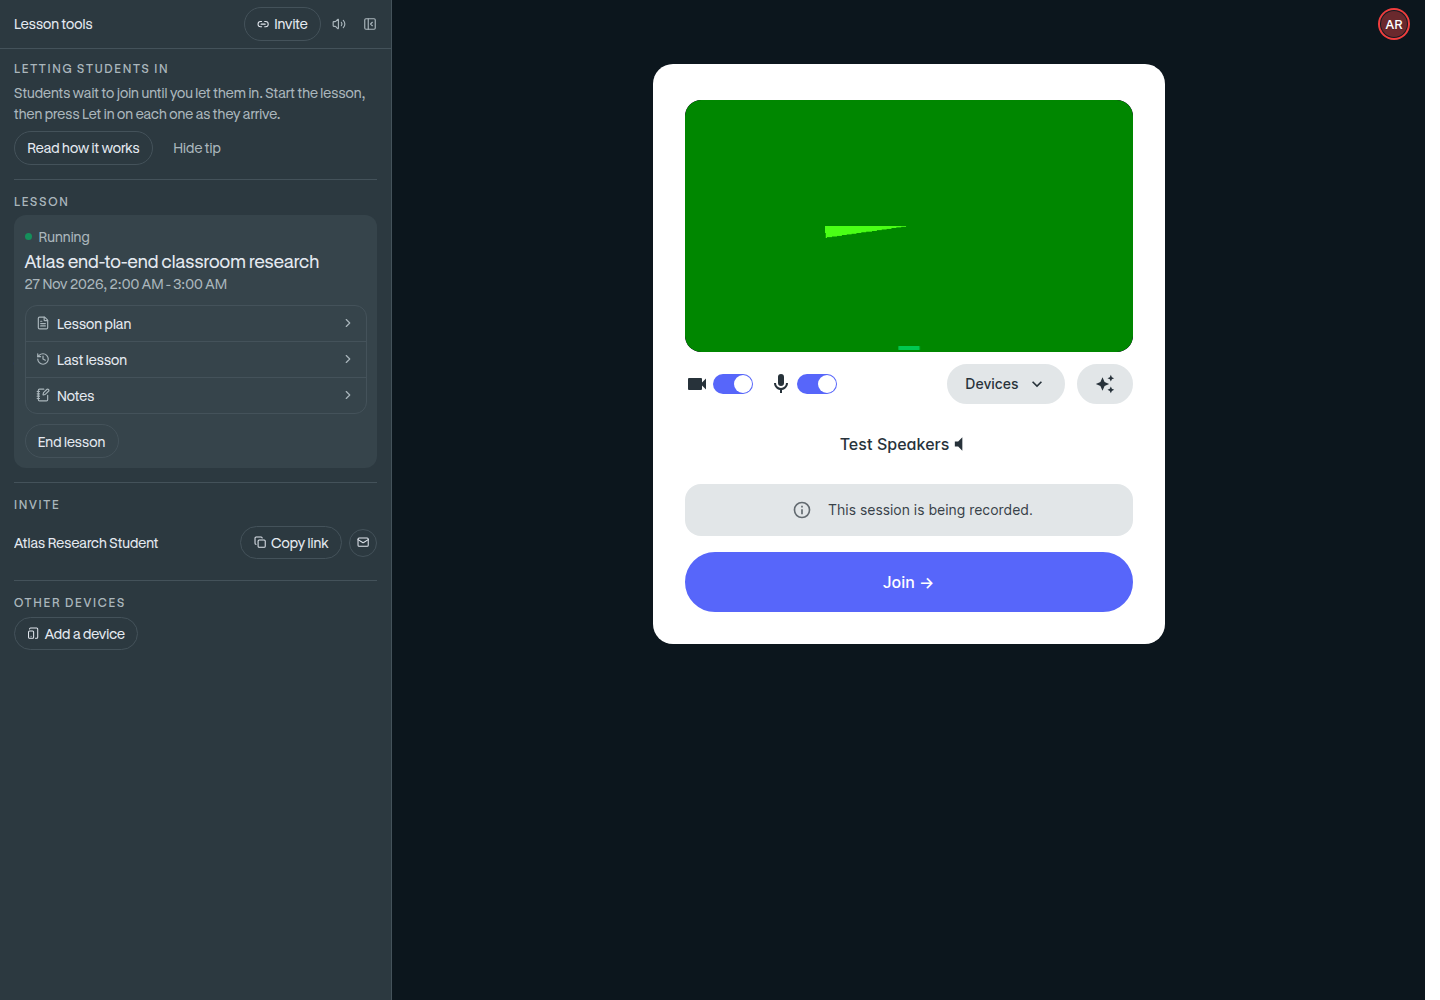 Lesson tools
Invite
LETTING STUDENTS IN
Students wait to join until you let them in. Start the lesson,
then press Let in on each one as they arrive.
Read how it works
Hide tip
LESSON
Running
Atlas end-to-end classroom research
27 Nov 2026, 2:00 AM - 3:00 AM
Lesson plan
Last lesson
Notes
End lesson
INVITE
Atlas Research Student
Copy link
OTHER DEVICES
Add a device
AR
Devices
Test Speakers
This session is being recorded.
Join →